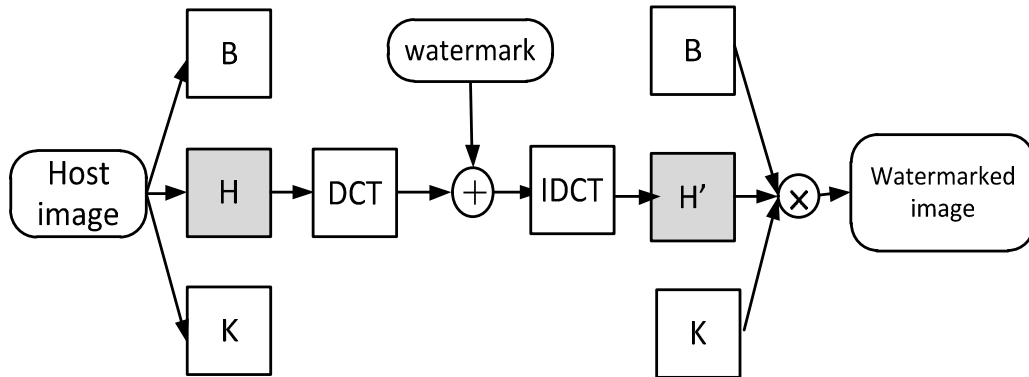 B
watermark
B
Host
image
H
DCT
+
IDCT
H’
×
Watermarked
image
K
K